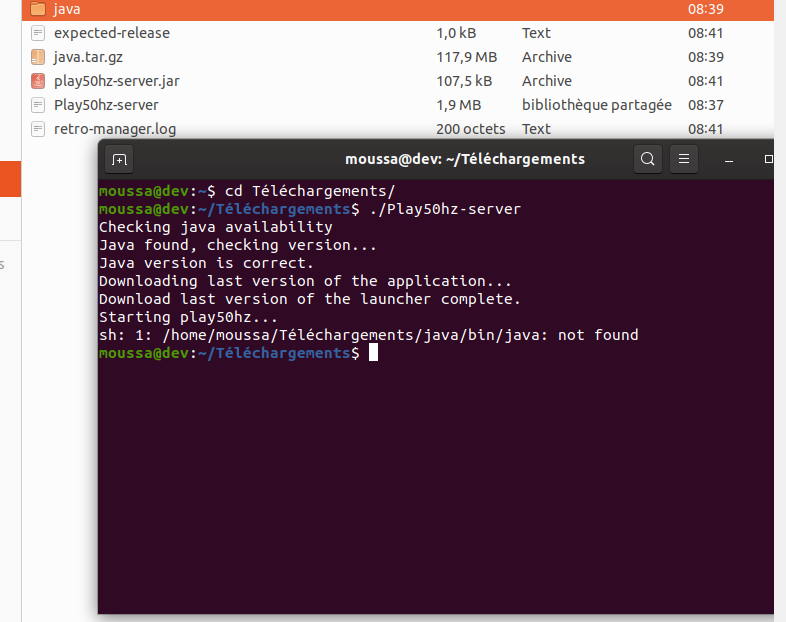 java 08:39
expected-release 1,0 kB Text 08:41
java.tar.gz 117,9 MB Archive 08:39
play50hz-server.jar 107,5 kB Archive 08:41
Play50hz-server 1,9 MB bibliothèque partagée 08:37
retro-manager.log 200 octets Text 08:41
s
moussa@dev: ~/Téléchargements
moussa@dev:~$ cd Téléchargements/
moussa@dev:~/Téléchargements$ ./Play50hz-server
Checking java availability
Java found, checking version...
Java version is correct.
Downloading last version of the application...
Download last version of the launcher complete.
Starting play50hz...
sh: 1: /home/moussa/Téléchargements/java/bin/java: not found
moussa@dev:~/Téléchargements$